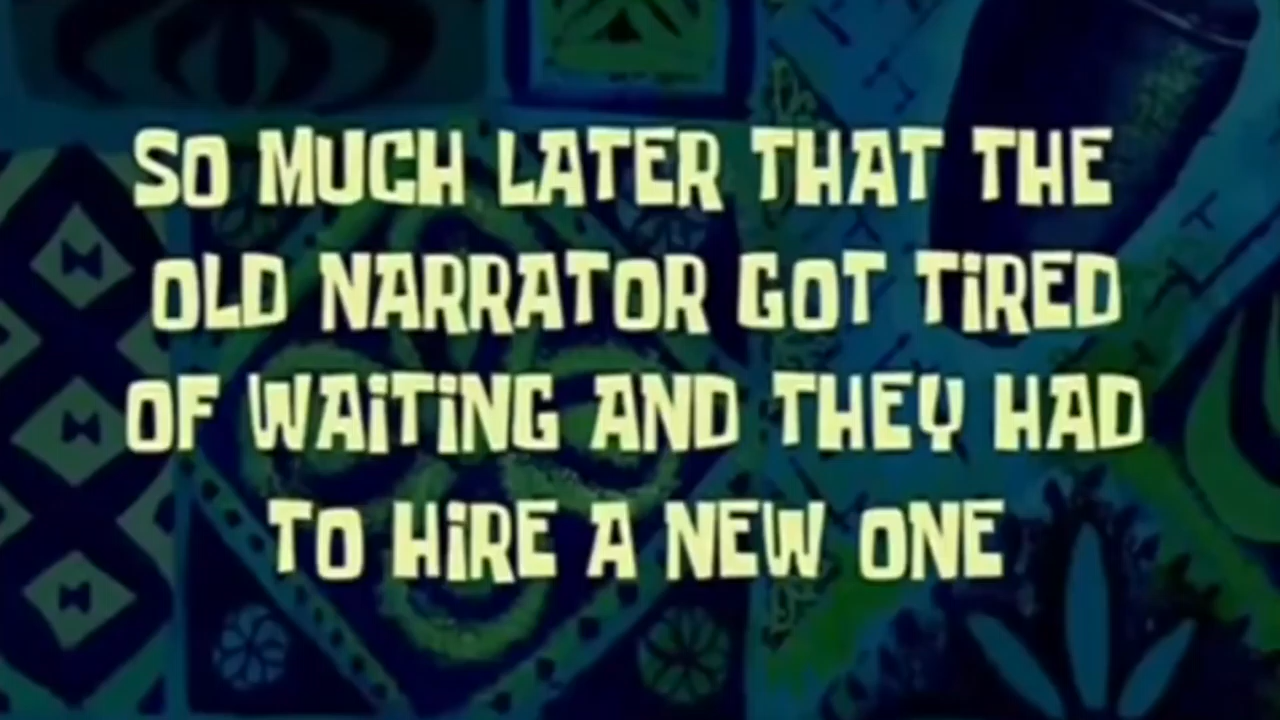 SO MUCH LATER THAT THE
OLD NARRATOR GOT TiRED
OF WAiTiNG AND THEY HAD
TO HiRE A NEW ONE